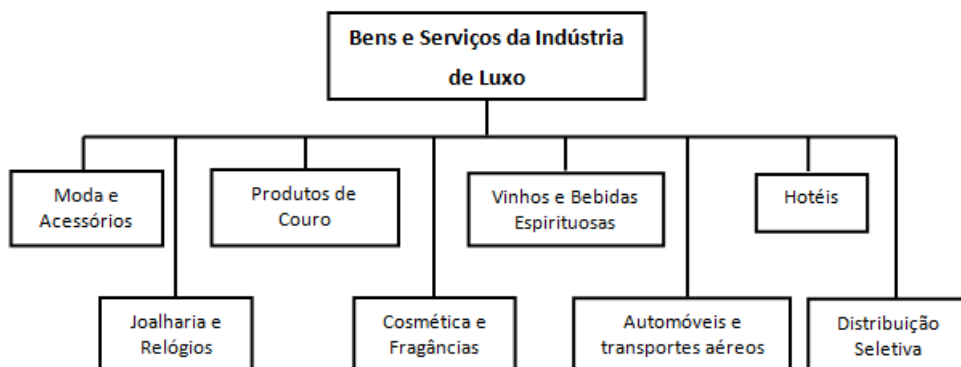 Bens e Serviços da Indústria
de Luxo
Moda e
Acessórios
Produtos de
Couro
Vinhos e Bebidas
Espirituosas
Hotéis
Joalharia e
Relógios
Cosmética e
Fragâncias
Automóveis e
transportes aéreos
Distribuição
Seletiva